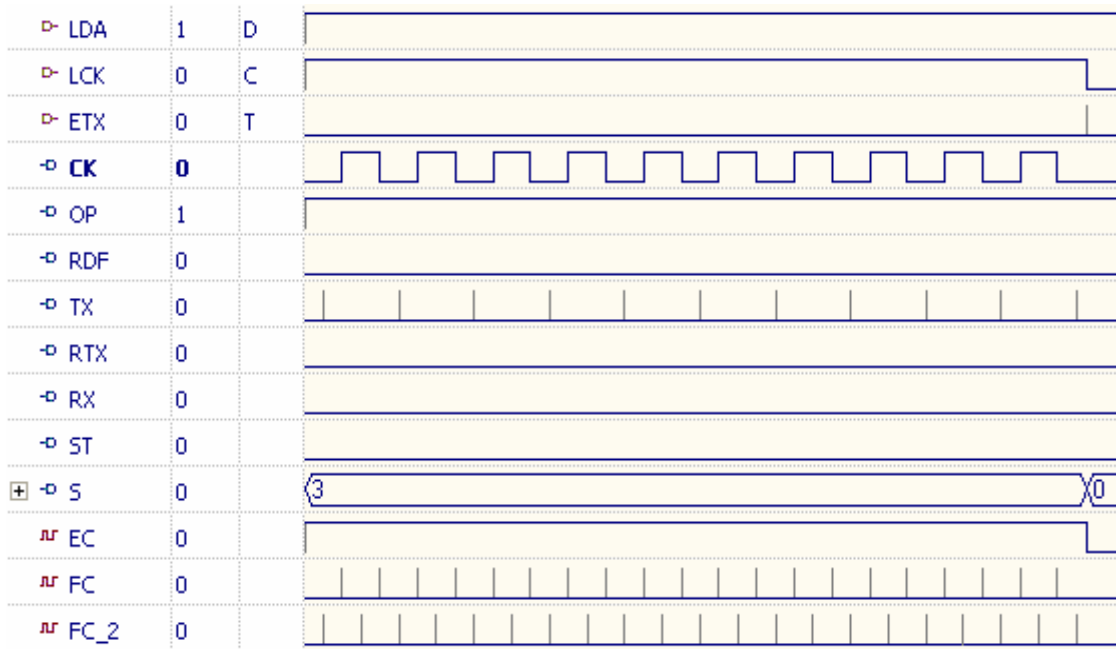 LDA 1 D
LCK 0 C
ETX 0 T
CK 0
OP 1
RDF 0
TX 0
RTX 0
RX 0
ST 0
S 0 3 0
EC 0
FC 0
FC_2 0